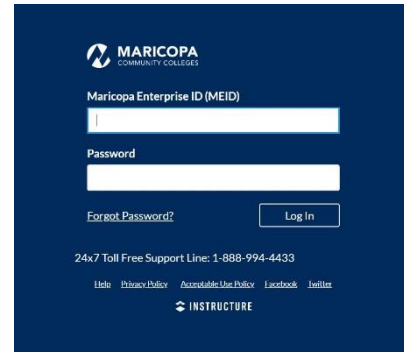 MARICOPA
COMMUNITY COLLEGES
Maricopa Enterprise ID (MEID)
Password
Forgot Password? Log In
24x7 Toll Free Support Line: 1-888-994-4433
Help Privacy Policy Acceptable Use Policy Facebook Twitter
INSTRUCTURE